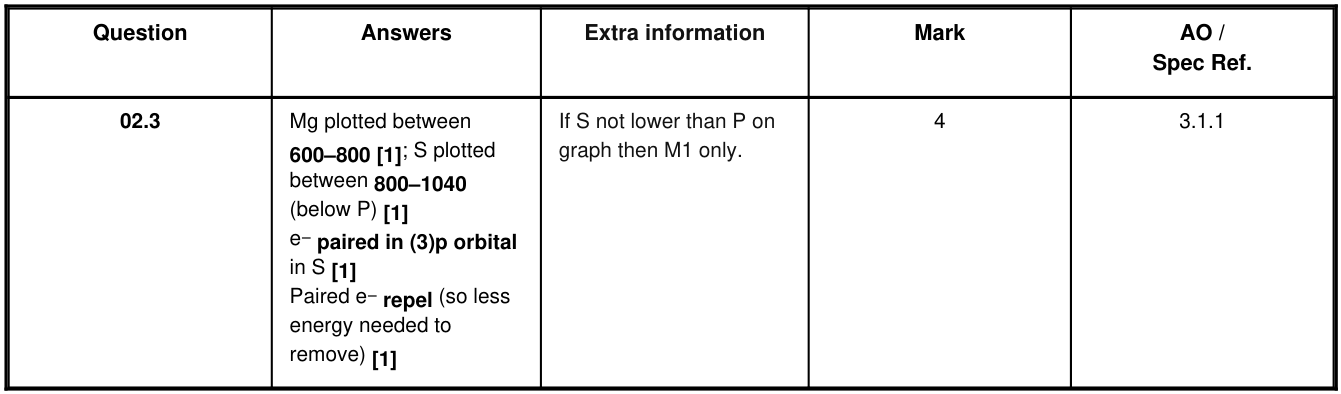 Question Answers Extra information Mark AO /
Spec Ref.
02.3 Mg plotted between If S not lower than P on 4 3.1.1
600–800 [1]; S plotted graph then M1 only.
between 800–1040
(below P) [1]
e– paired in (3)p orbital
in S [1]
Paired e– repel (so less
energy needed to
remove) [1]